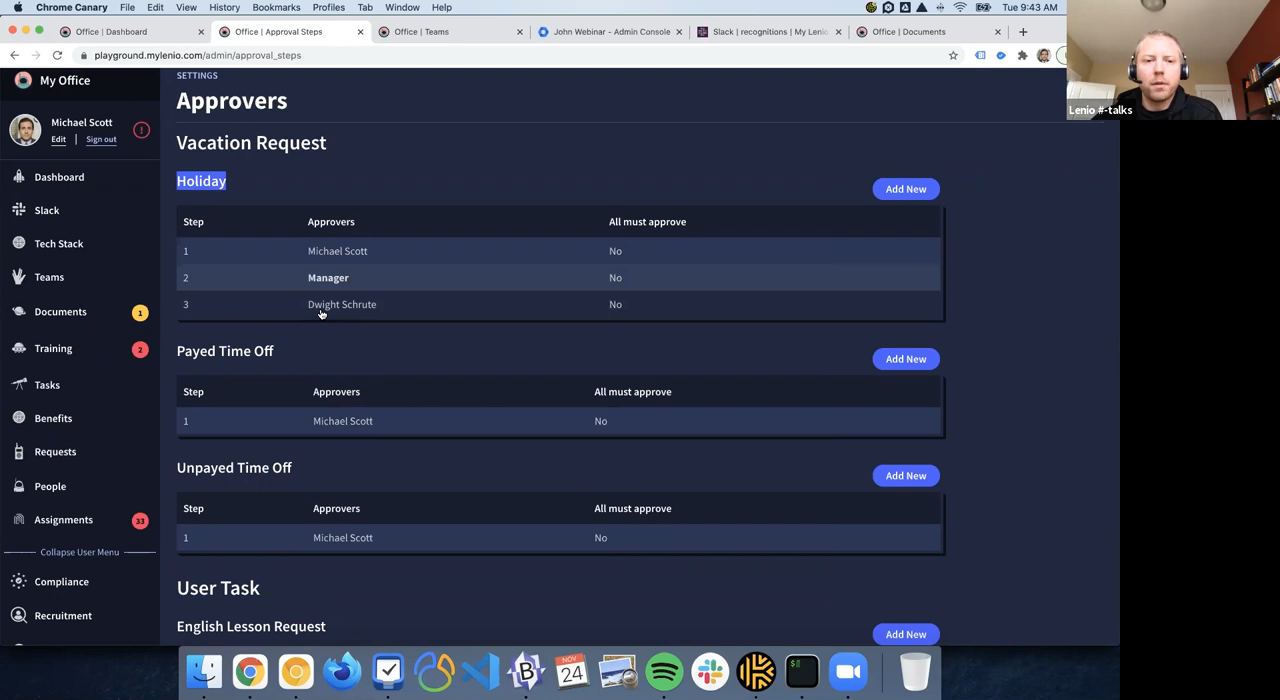 Chrome Canary File Edit View History Bookmarks Profiles Tab Window Help Tue 9:43 AM
Office | Dashboard Office | Approval Steps Office | Teams John Webinar - Admin Console Slack | recognitions | My Leni Office | Documents
playground.mylenio.com/admin/approval_steps
Lenio #-talks
My Office
Michael Scott
Edit | Sign out
Dashboard
Slack
Tech Stack
Teams
Documents 1
Training 2
Tasks
Benefits
Requests
People
Assignments 33
Collapse User Menu
Compliance
Recruitment
SETTINGS
Approvers
Vacation Request
Holiday
Add New
Step Approvers All must approve
1 Michael Scott No
2 Manager No
3 Dwight Schrute No
Payed Time Off
Add New
Step Approvers All must approve
1 Michael Scott No
Unpayed Time Off
Add New
Step Approvers All must approve
1 Michael Scott No
User Task
English Lesson Request
Add New
NOV
24